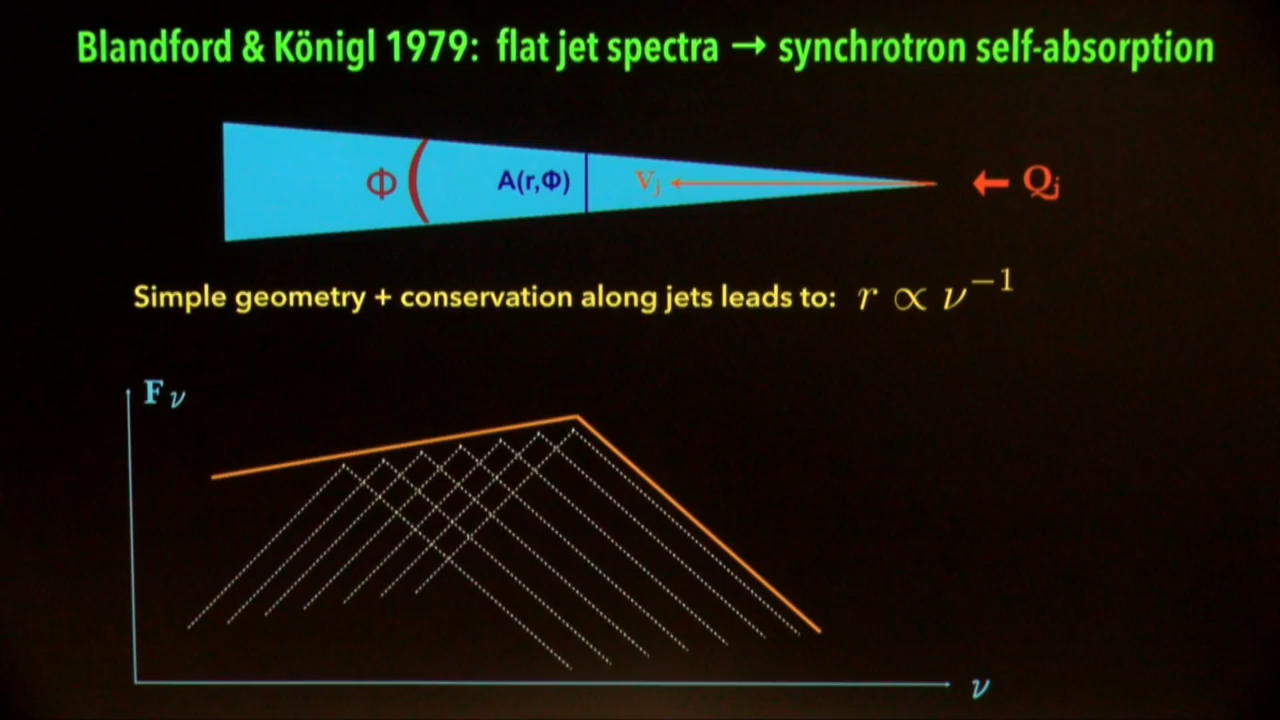 Blandford & Königl 1979: flat jet spectra → synchrotron self-absorption
Φ A(r,Φ) Vj ← Qj
Simple geometry + conservation along jets leads to: r ∝ ν⁻¹
Fν
ν